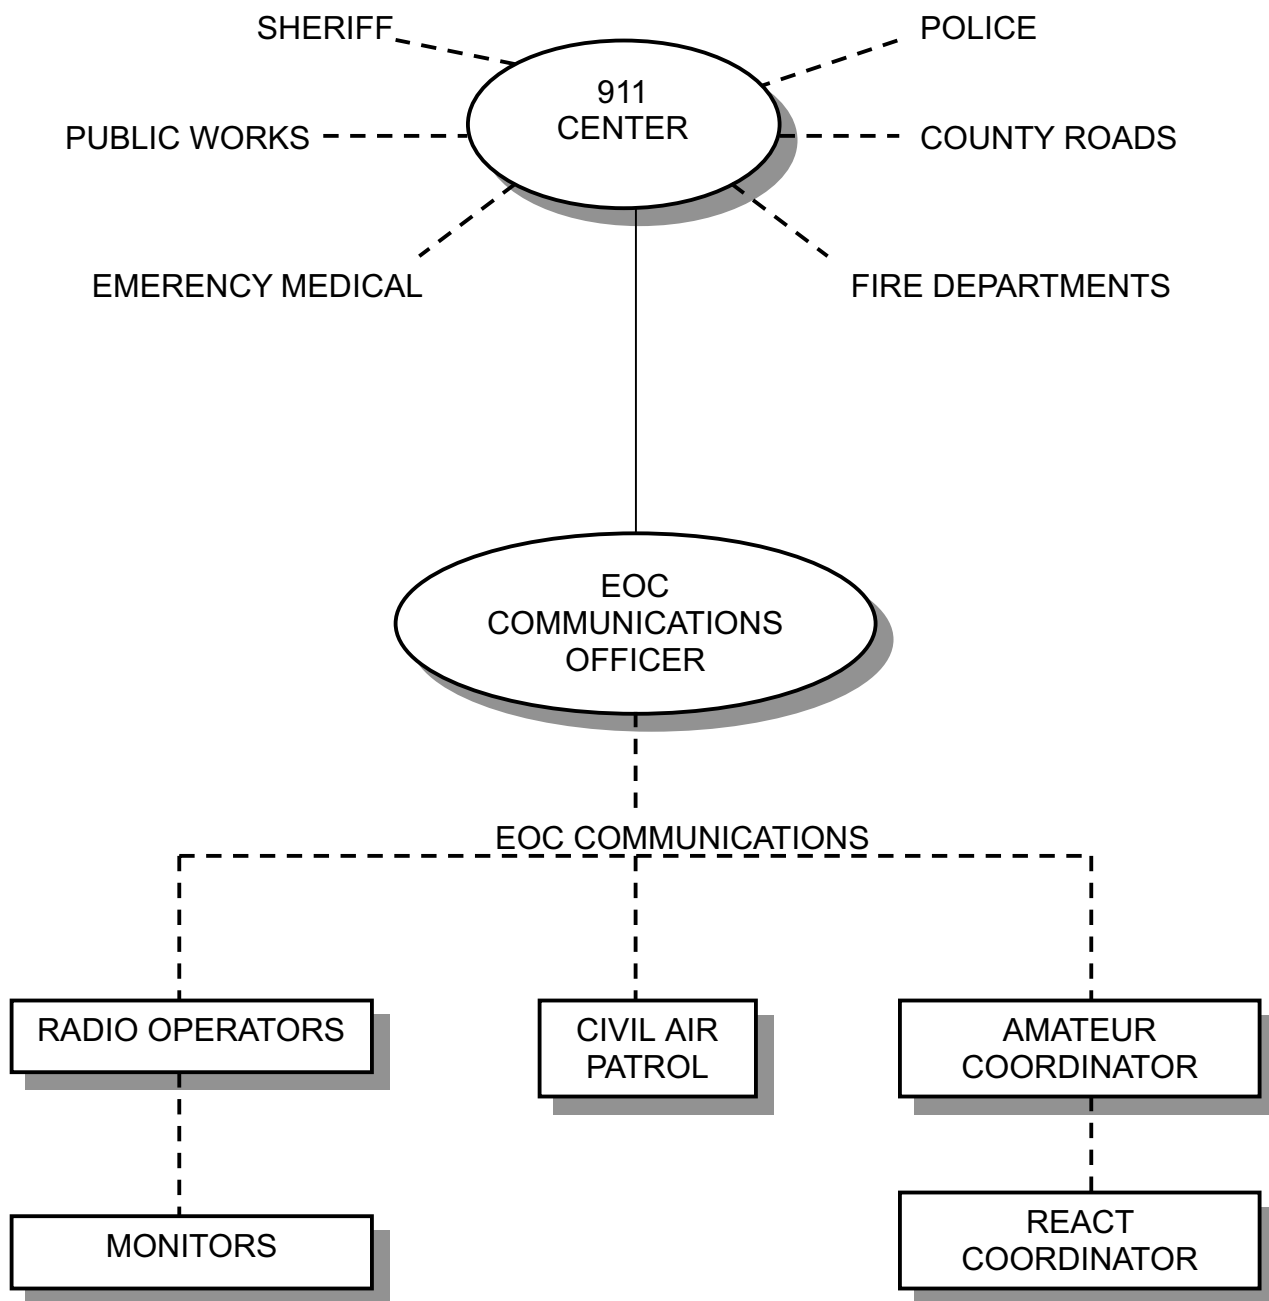 SHERIFF
POLICE
911
CENTER
PUBLIC WORKS
COUNTY ROADS
EMERENCY MEDICAL
FIRE DEPARTMENTS
EOC
COMMUNICATIONS
OFFICER
EOC COMMUNICATIONS
RADIO OPERATORS
CIVIL AIR
PATROL
AMATEUR
COORDINATOR
MONITORS
REACT
COORDINATOR